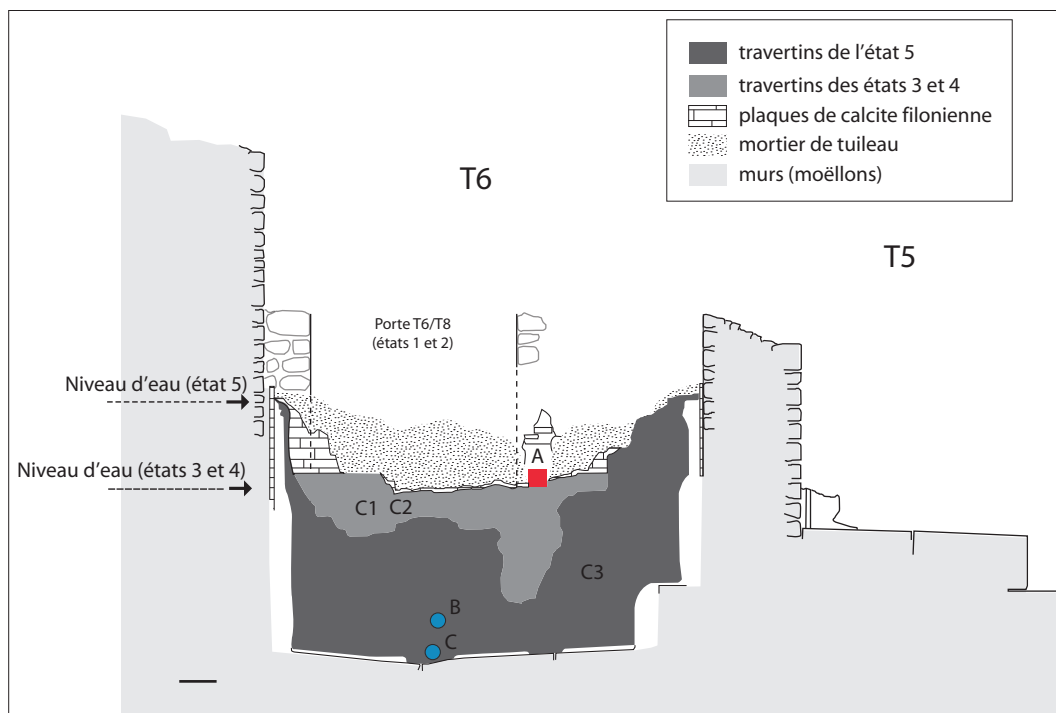 travertins de l'état 5
travertins des états 3 et 4
plaques de calcite filonienne
mortier de tuileau
murs (moëllons)
T6
T5
Porte T6/T8
(états 1 et 2)
Niveau d'eau (état 5)
Niveau d'eau (états 3 et 4)
A
C1
C2
C3
B
C